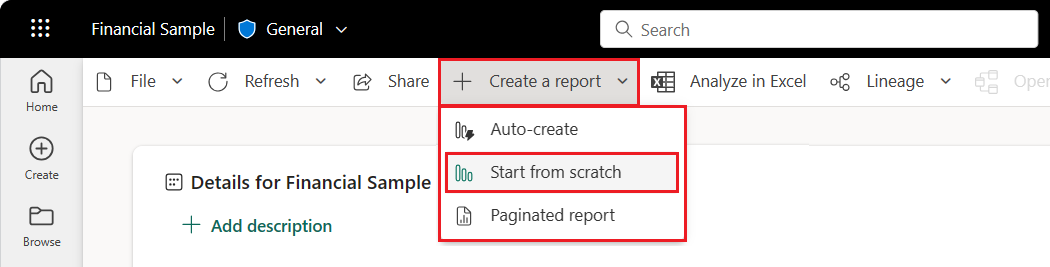 Financial Sample General Search
File Refresh Share Create a report Analyze in Excel Lineage Open
Home
Auto-create
Create
Start from scratch
Details for Financial Sample
Paginated report
Add description
Browse